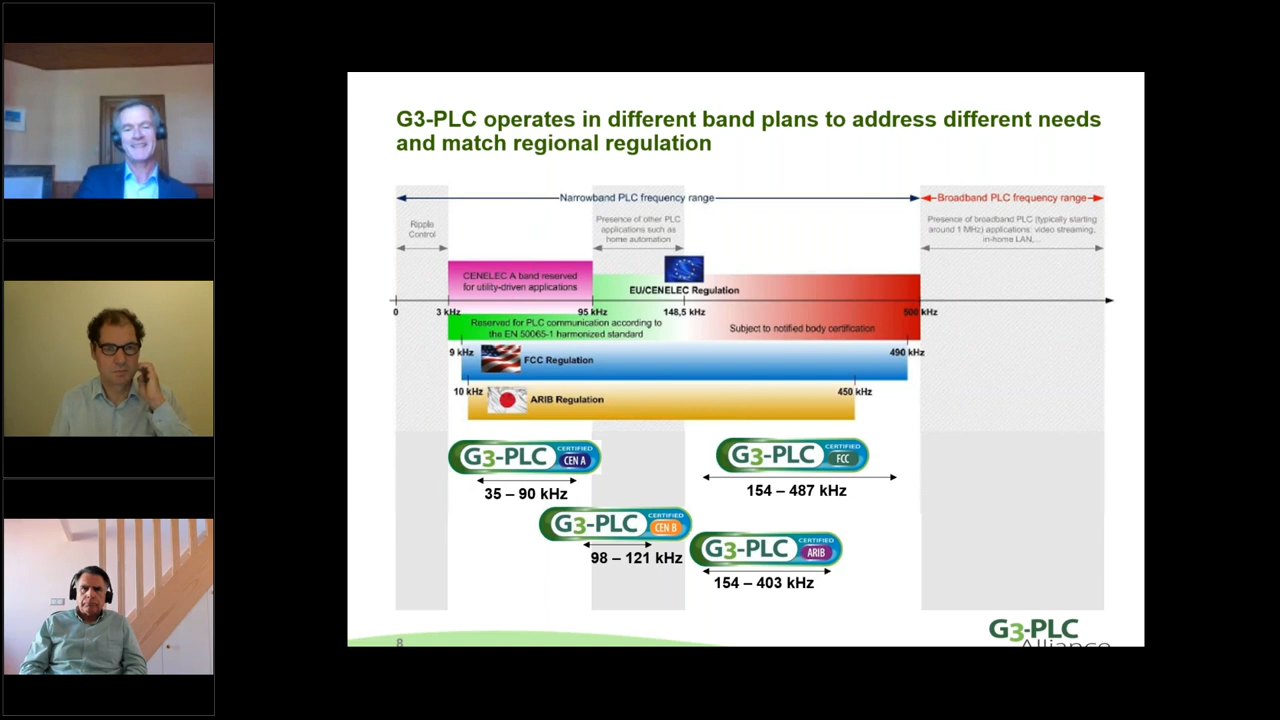 G3-PLC operates in different band plans to address different needs
and match regional regulation
Narrowband PLC frequency range
Broadband PLC frequency range
Ripple
Control
Presence of other PLC
applications such as
home automation
Presence of broadband PLC (typically starting
around 1 MHz) applications: video streaming,
in-home LAN,...
CENELEC A band reserved
for utility-driven applications
EU/CENELEC Regulation
0
3 kHz
95 kHz
148,5 kHz
500 kHz
Reserved for PLC communication according to
the EN 50065-1 harmonized standard
Subject to notified body certification
9 kHz
FCC Regulation
490 kHz
10 kHz
ARIB Regulation
450 kHz
G3-PLC CERTIFIED CEN A
35 – 90 kHz
G3-PLC CERTIFIED FCC
154 – 487 kHz
G3-PLC CERTIFIED CEN B
98 – 121 kHz
G3-PLC CERTIFIED ARIB
154 – 403 kHz
8
G3-PLC
Alliance